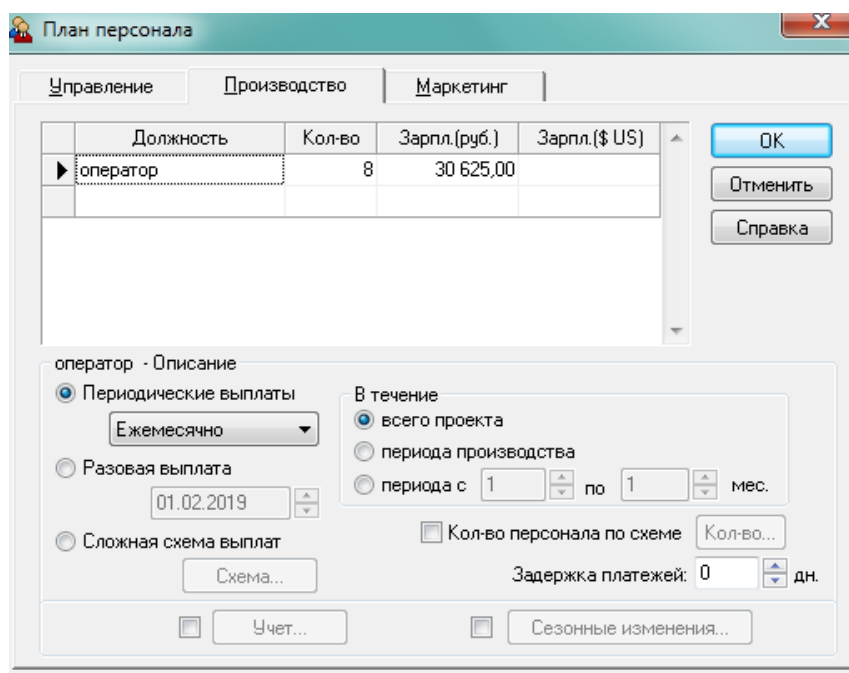 План персонала
Управление Производство Маркетинг
Должность Кол-во Зарпл.(руб.) Зарпл.($ US)
оператор 8 30 625,00
OK
Отменить
Справка
оператор - Описание
Периодические выплаты
Ежемесячно
Разовая выплата
01.02.2019
Сложная схема выплат
Схема...
В течение
всего проекта
периода производства
периода с 1 по 1 мес.
Кол-во персонала по схеме Кол-во...
Задержка платежей: 0 дн.
Учет... Сезонные изменения...